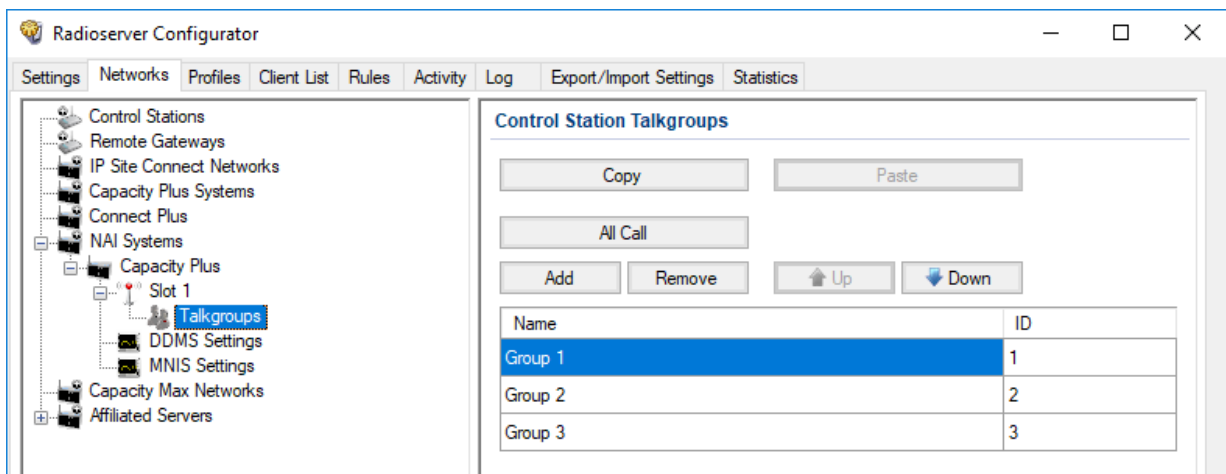 Radioserver Configurator
Settings Networks Profiles Client List Rules Activity Log Export/Import Settings Statistics
Control Stations
Remote Gateways
IP Site Connect Networks
Capacity Plus Systems
Connect Plus
NAI Systems
Capacity Plus
Slot 1
Talkgroups
DDMS Settings
MNIS Settings
Capacity Max Networks
Affiliated Servers
Control Station Talkgroups
Copy Paste
All Call
Add Remove Up Down
Name ID
Group 1 1
Group 2 2
Group 3 3